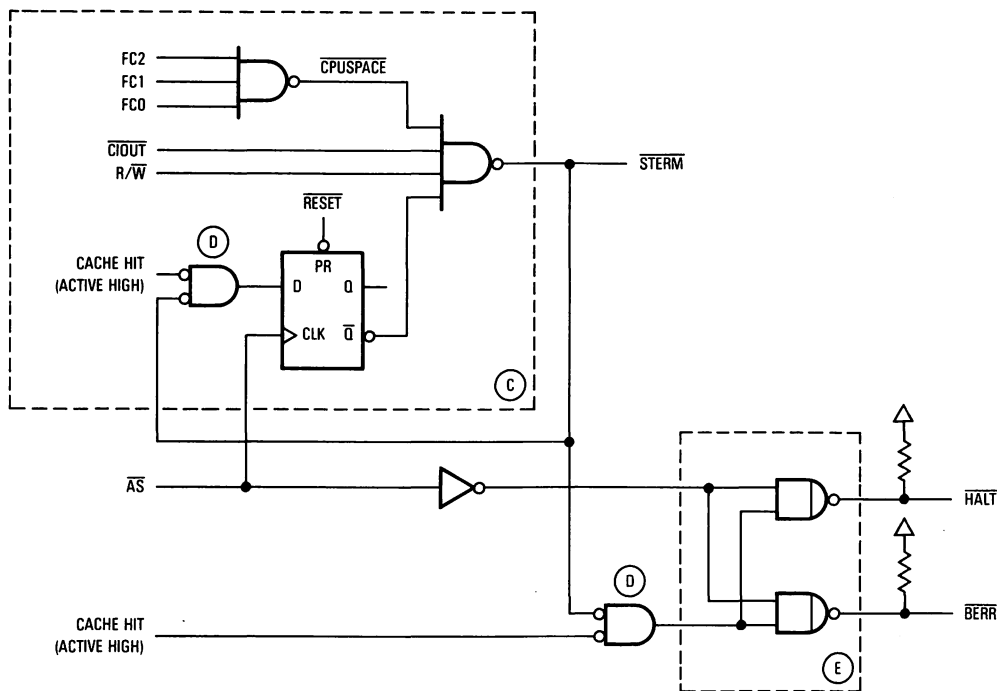 FC2
FC1
FC0
CPUSPACE
CIOUT
R/W
STERM
RESET
D
CACHE HIT
(ACTIVE HIGH)
PR
D
Q
CLK
Q
C
AS
HALT
D
BERR
CACHE HIT
(ACTIVE HIGH)
E